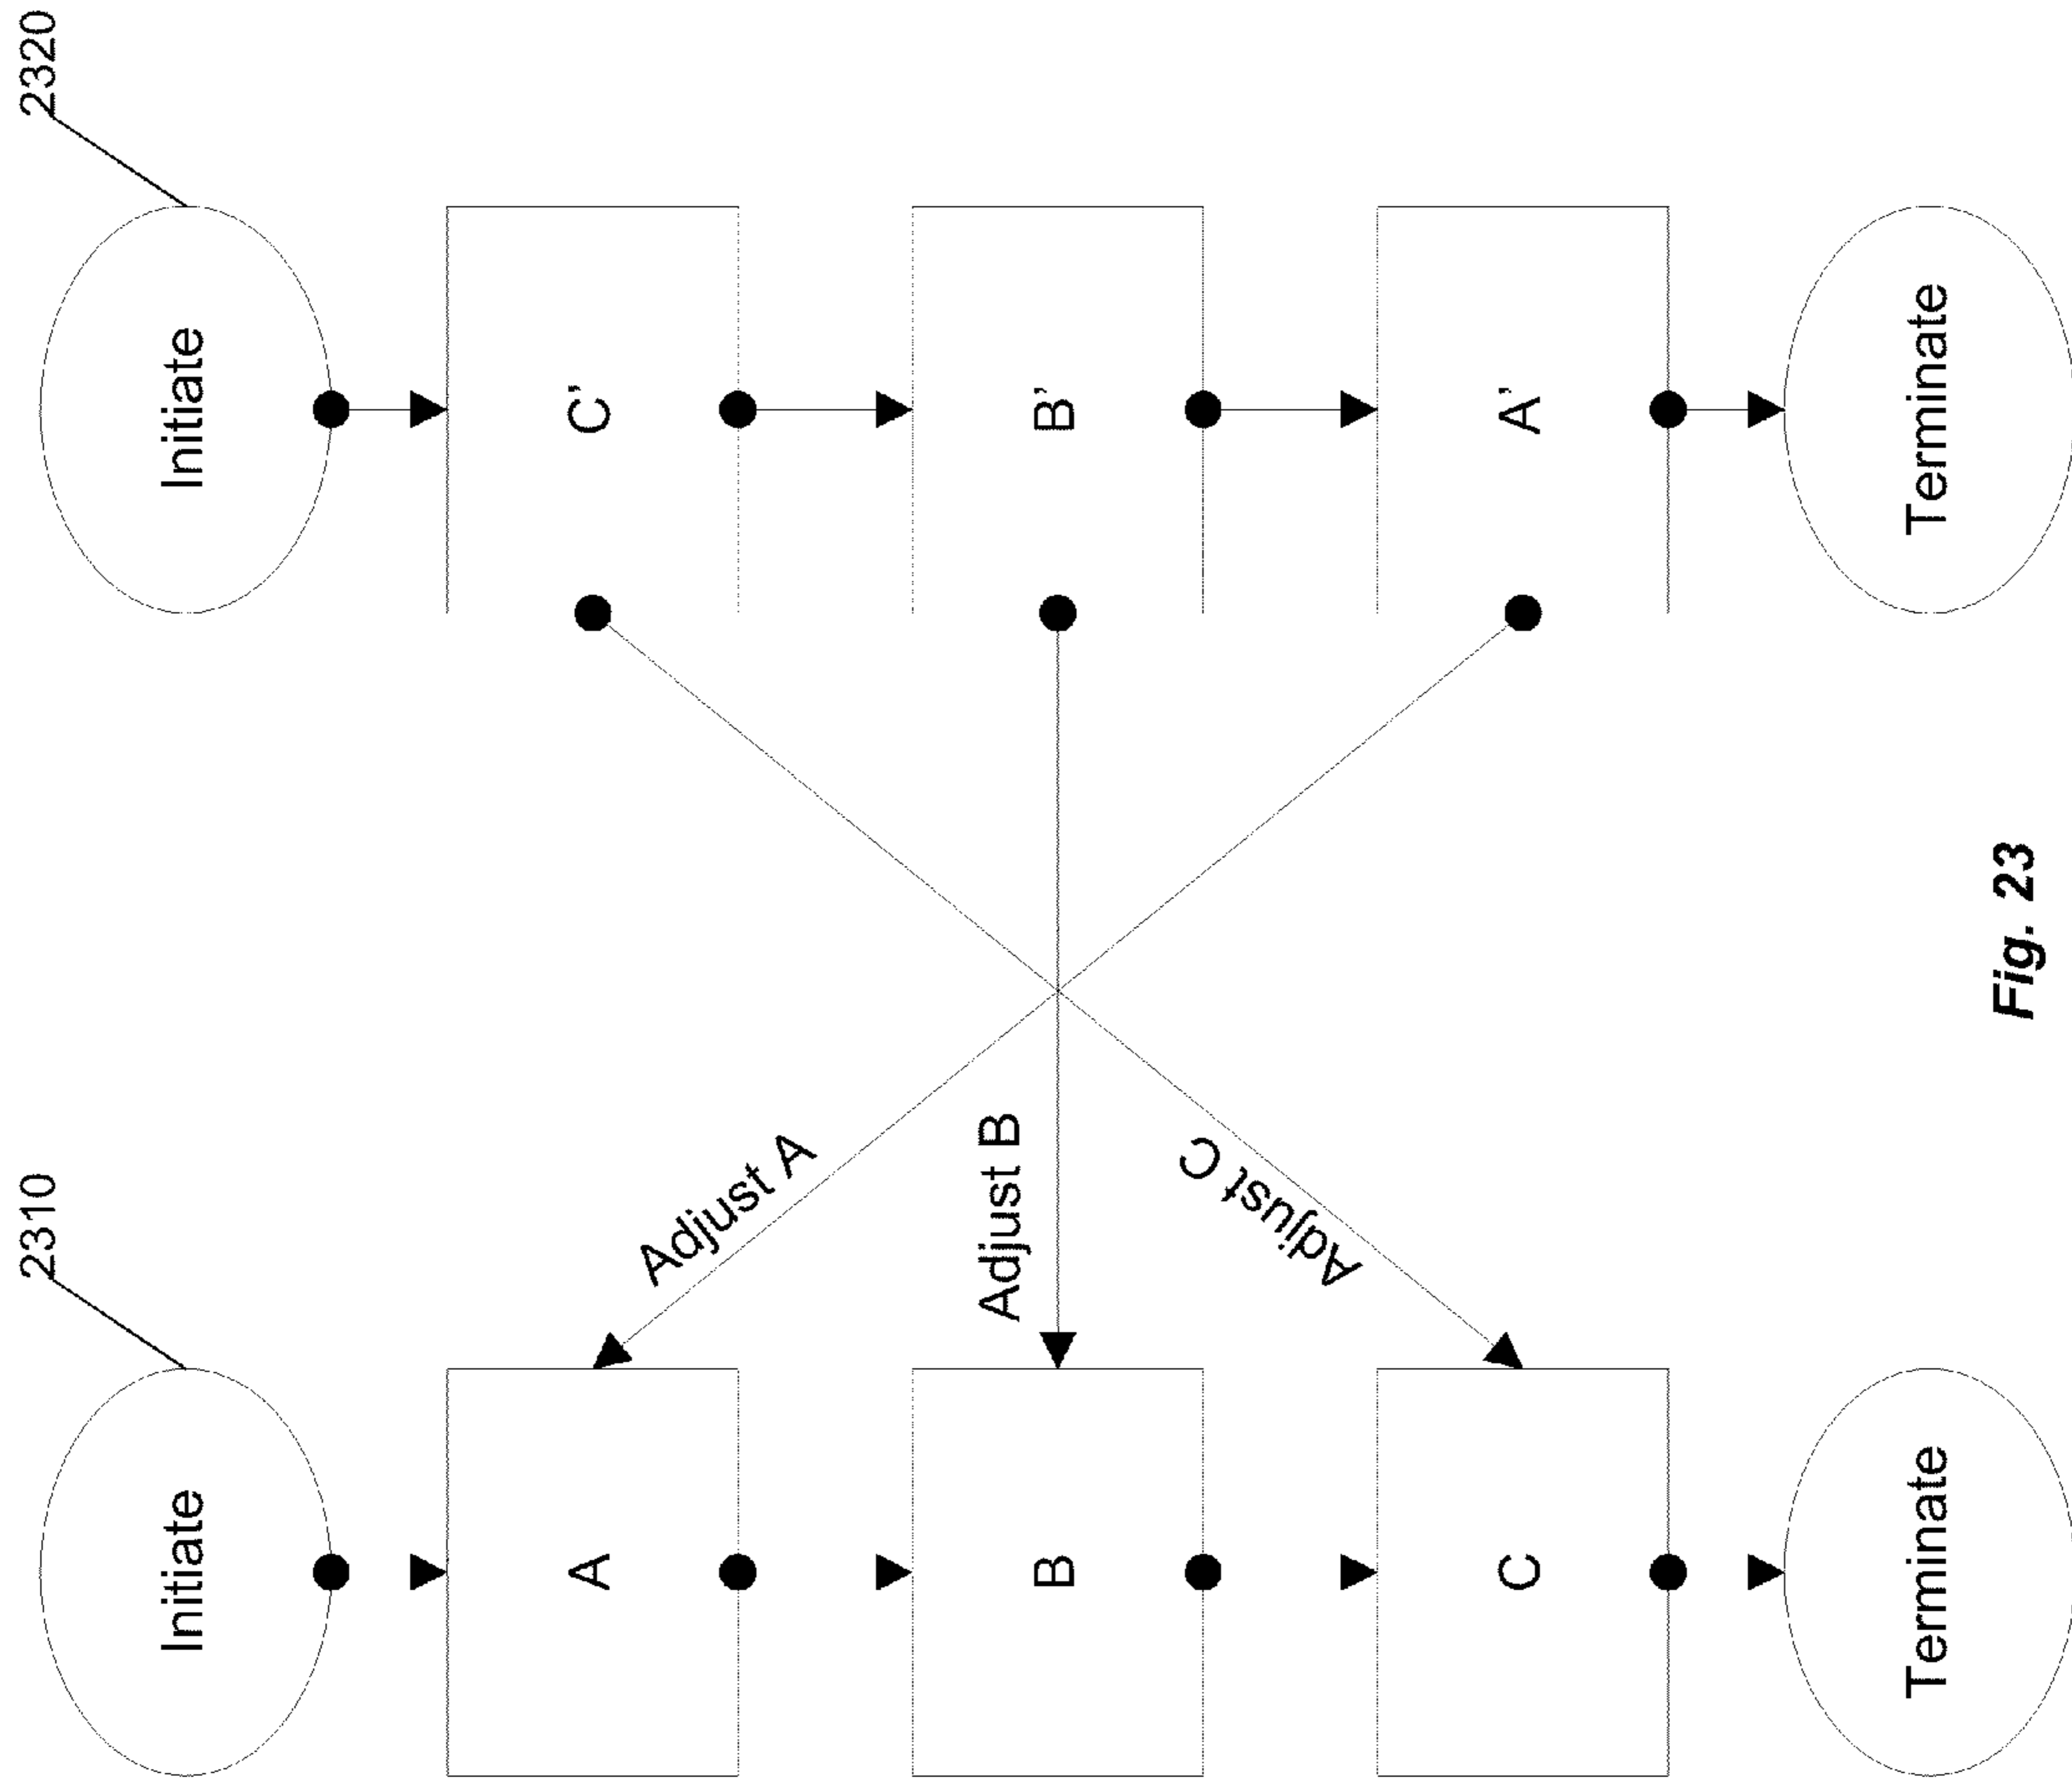 2310
2320
Initiate
Initiate
A
C'
Adjust A
Adjust B
B
B'
Adjust C
C
A'
Terminate
Terminate
Fig. 23